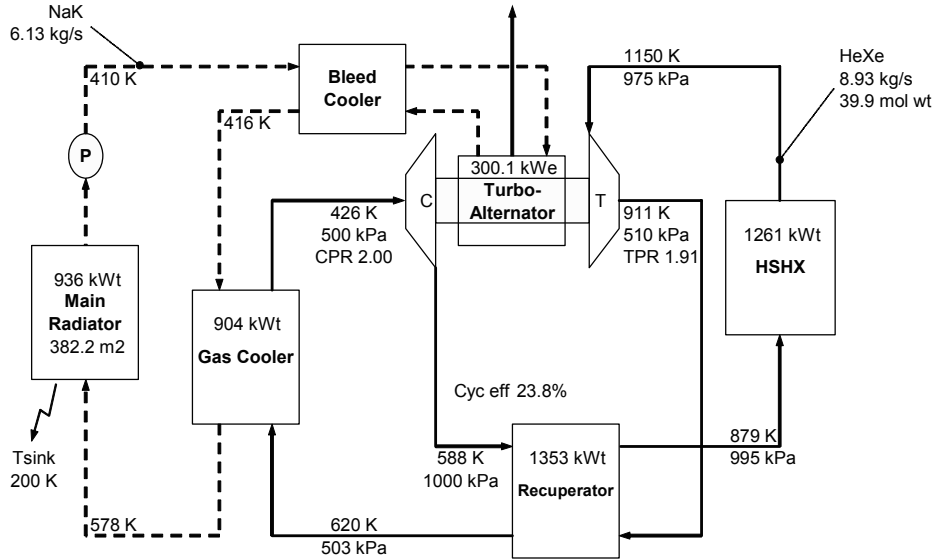 NaK
6.13 kg/s
410 K
Bleed
Cooler
416 K
P
1150 K
975 kPa
HeXe
8.93 kg/s
39.9 mol wt
300.1 kWe
Turbo-
Alternator
C
T
426 K
500 kPa
CPR 2.00
911 K
510 kPa
TPR 1.91
1261 kWt
HSHX
936 kWt
Main
Radiator
382.2 m2
904 kWt
Gas Cooler
Cyc eff 23.8%
Tsink
200 K
588 K
1000 kPa
1353 kWt
Recuperator
879 K
995 kPa
578 K
620 K
503 kPa